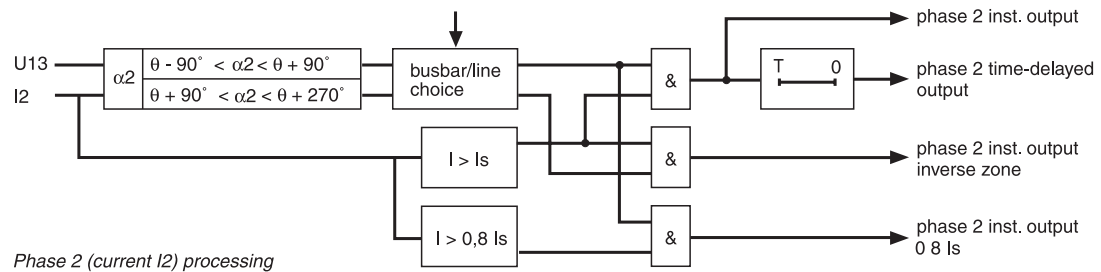 phase 2 inst. output
U13
α2
θ - 90˚ < α2 < θ + 90˚
θ + 90˚ < α2 < θ + 270˚
I2
busbar/line
choice
&
T 0
phase 2 time-delayed
output
I > Is
&
phase 2 inst. output
inverse zone
I > 0,8 Is
&
phase 2 inst. output
0 8 Is
Phase 2 (current I2) processing